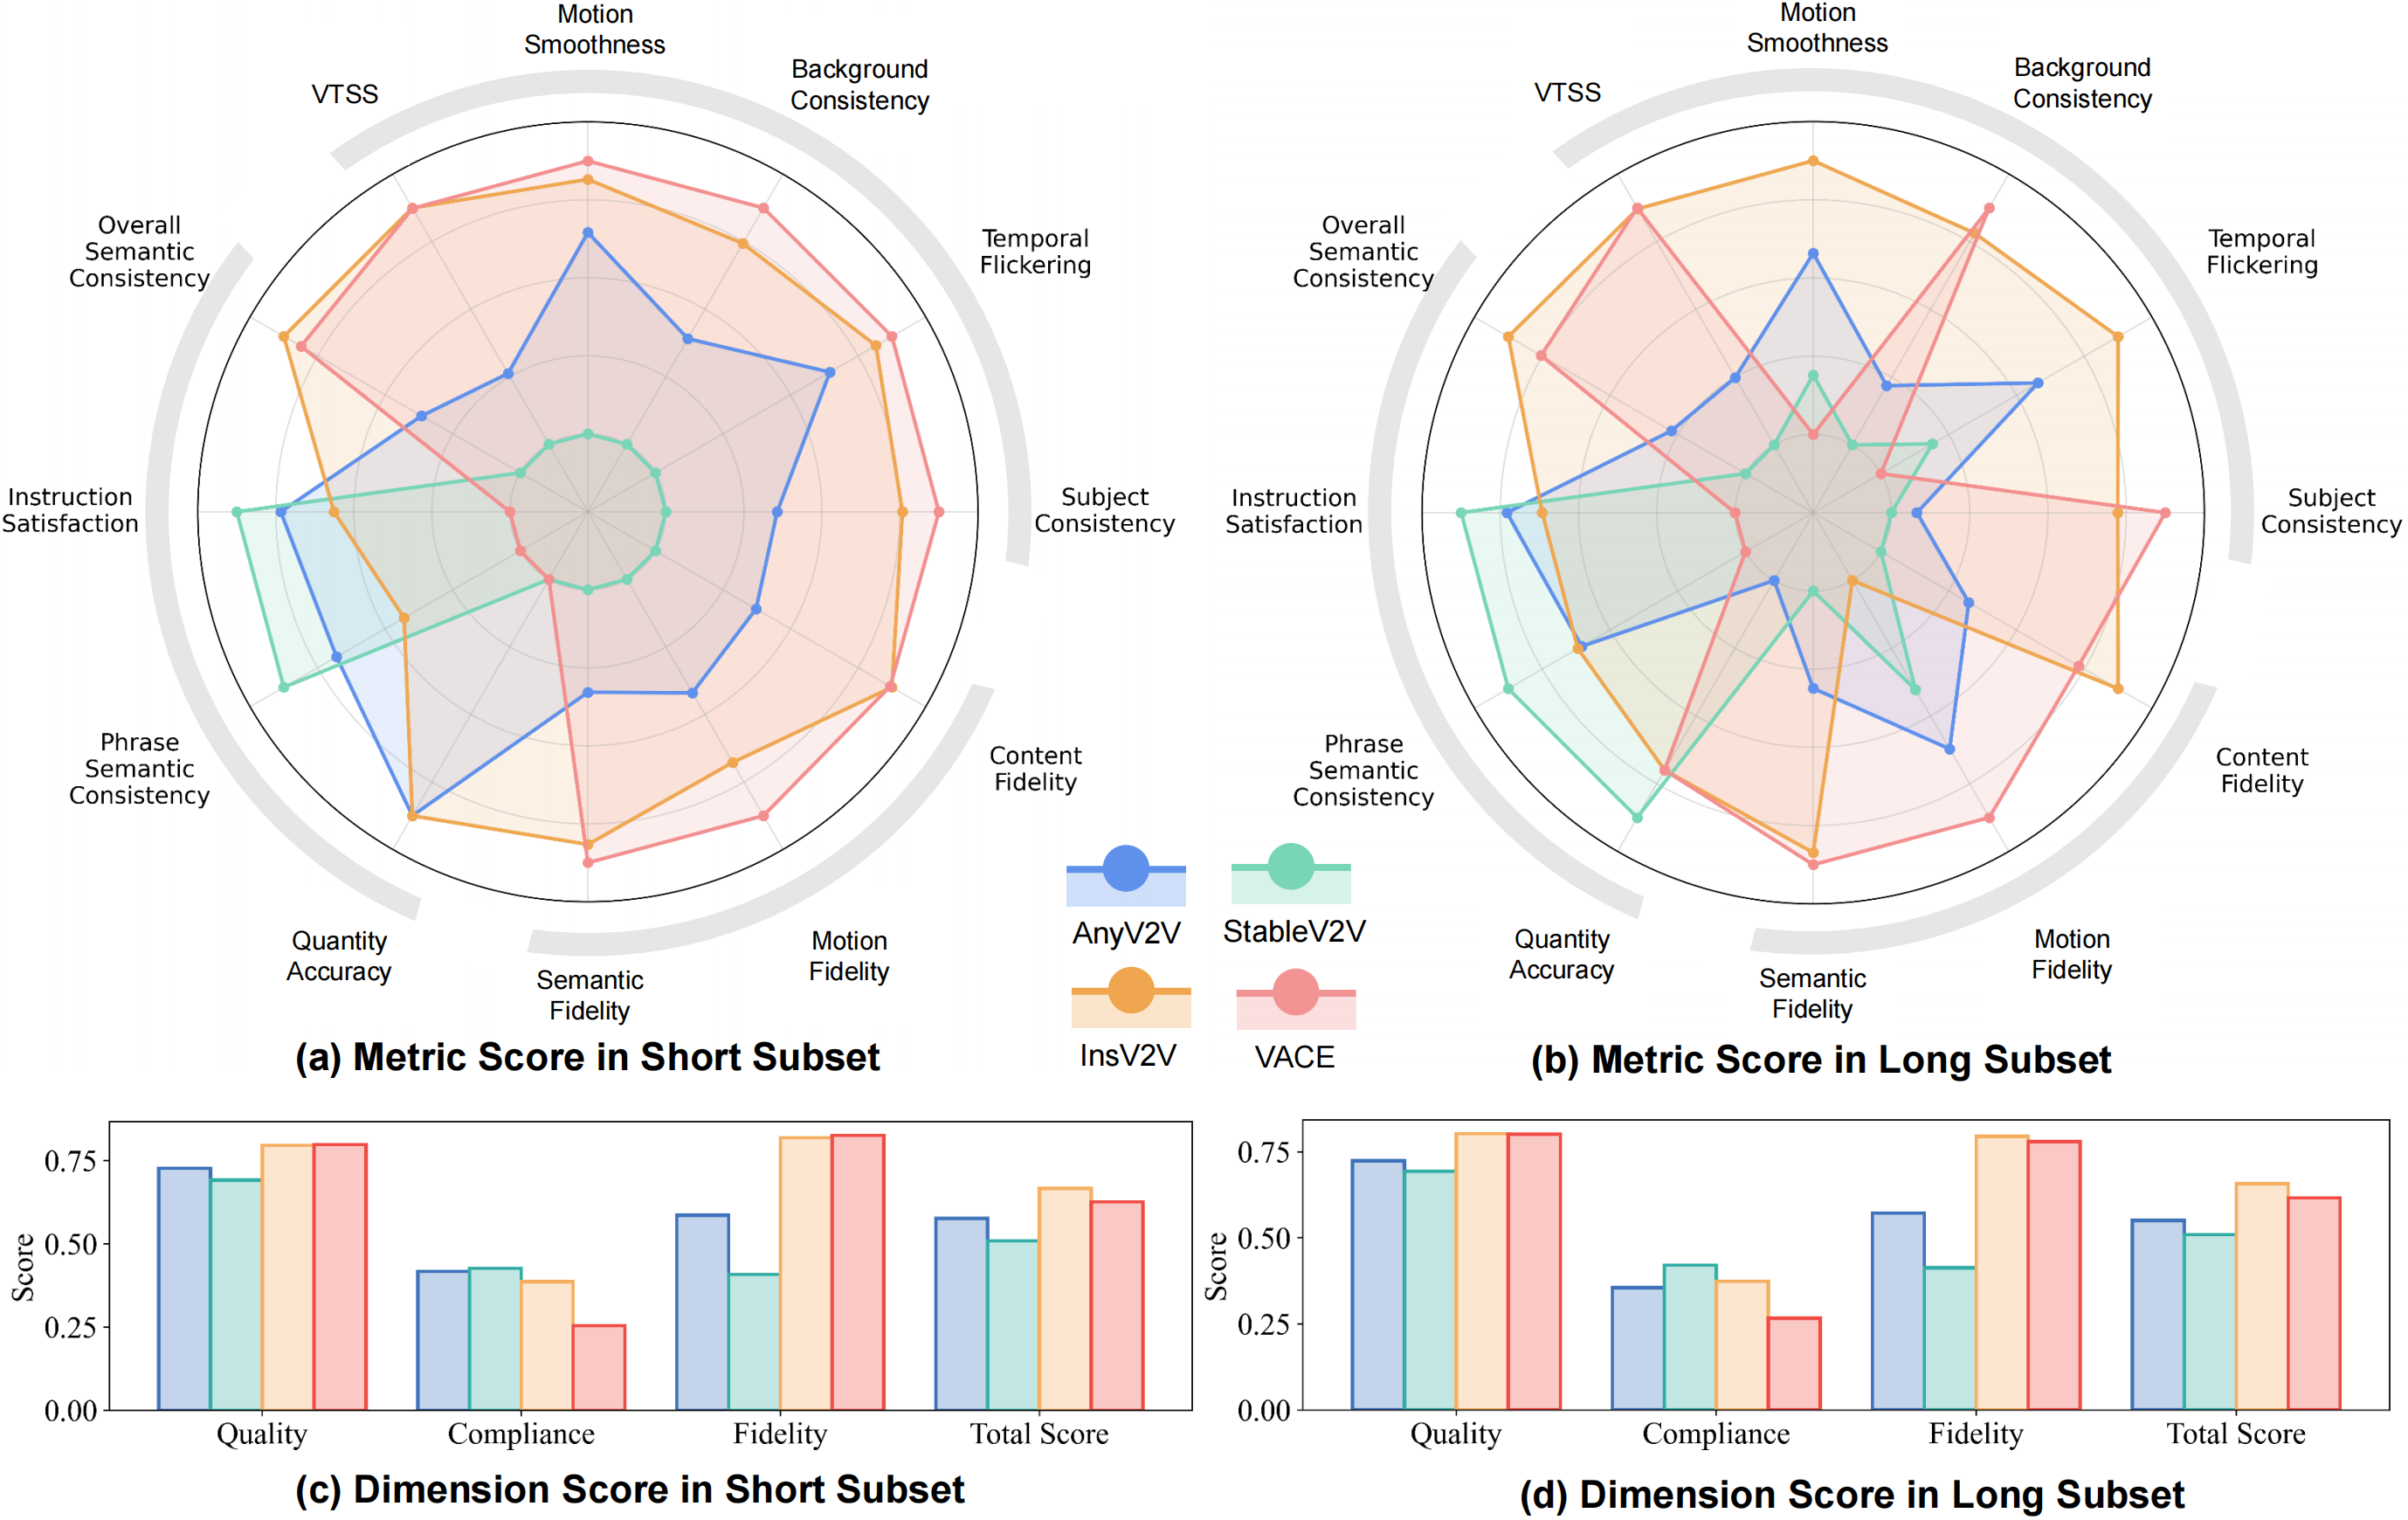 Motion
Smoothness
Background
Consistency
VTSS
Temporal
Flickering
Overall
Semantic
Consistency
Subject
Consistency
Instruction
Satisfaction
Content
Fidelity
Phrase
Semantic
Consistency
Motion
Fidelity
Quantity
Accuracy
Semantic
Fidelity
(a) Metric Score in Short Subset
AnyV2V
StableV2V
InsV2V
VACE
Motion
Smoothness
Background
Consistency
VTSS
Temporal
Flickering
Overall
Semantic
Consistency
Subject
Consistency
Instruction
Satisfaction
Content
Fidelity
Phrase
Semantic
Consistency
Motion
Fidelity
Quantity
Accuracy
Semantic
Fidelity
(b) Metric Score in Long Subset
Score
0.75
0.50
0.25
0.00
Quality
Compliance
Fidelity
Total Score
(c) Dimension Score in Short Subset
Score
0.75
0.50
0.25
0.00
Quality
Compliance
Fidelity
Total Score
(d) Dimension Score in Long Subset